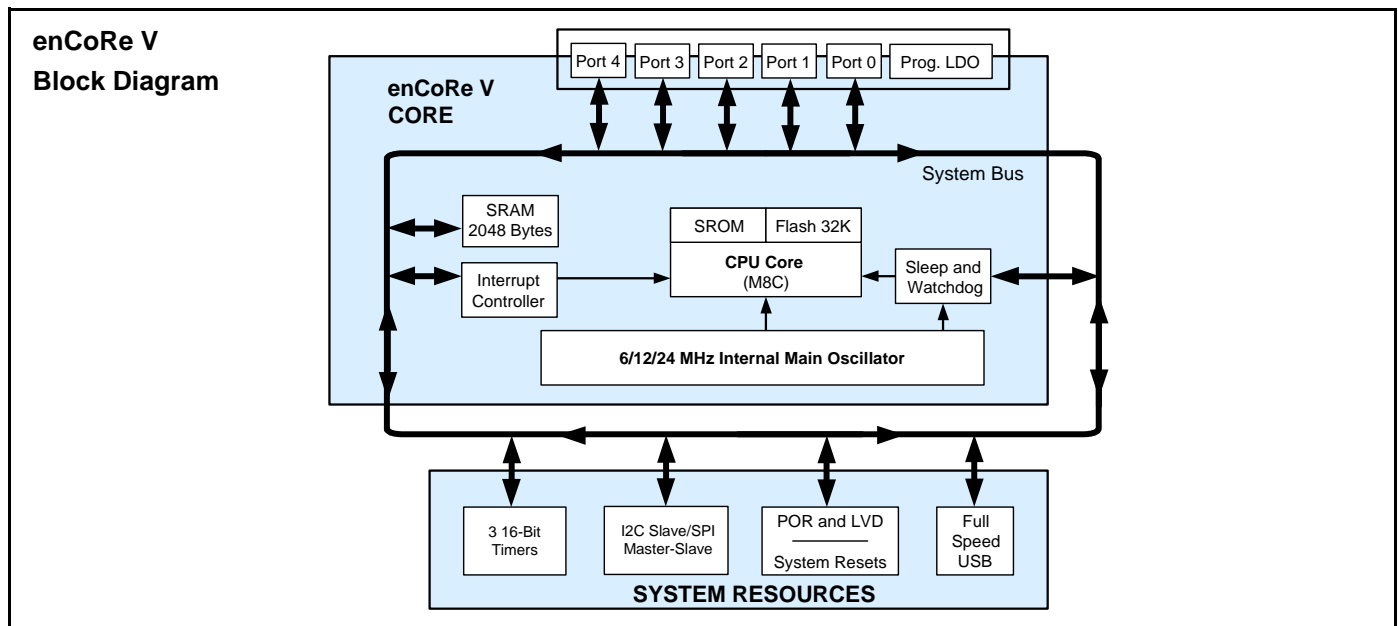 enCoRe V
Block Diagram
Port 4
Port 3
Port 2
Port 1
Port 0
Prog. LDO
enCoRe V
CORE
System Bus
SRAM
2048 Bytes
SROM
Flash 32K
CPU Core
(M8C)
Interrupt
Controller
Sleep and
Watchdog
6/12/24 MHz Internal Main Oscillator
3 16-Bit
Timers
I2C Slave/SPI
Master-Slave
POR and LVD
System Resets
Full
Speed
USB
SYSTEM RESOURCES